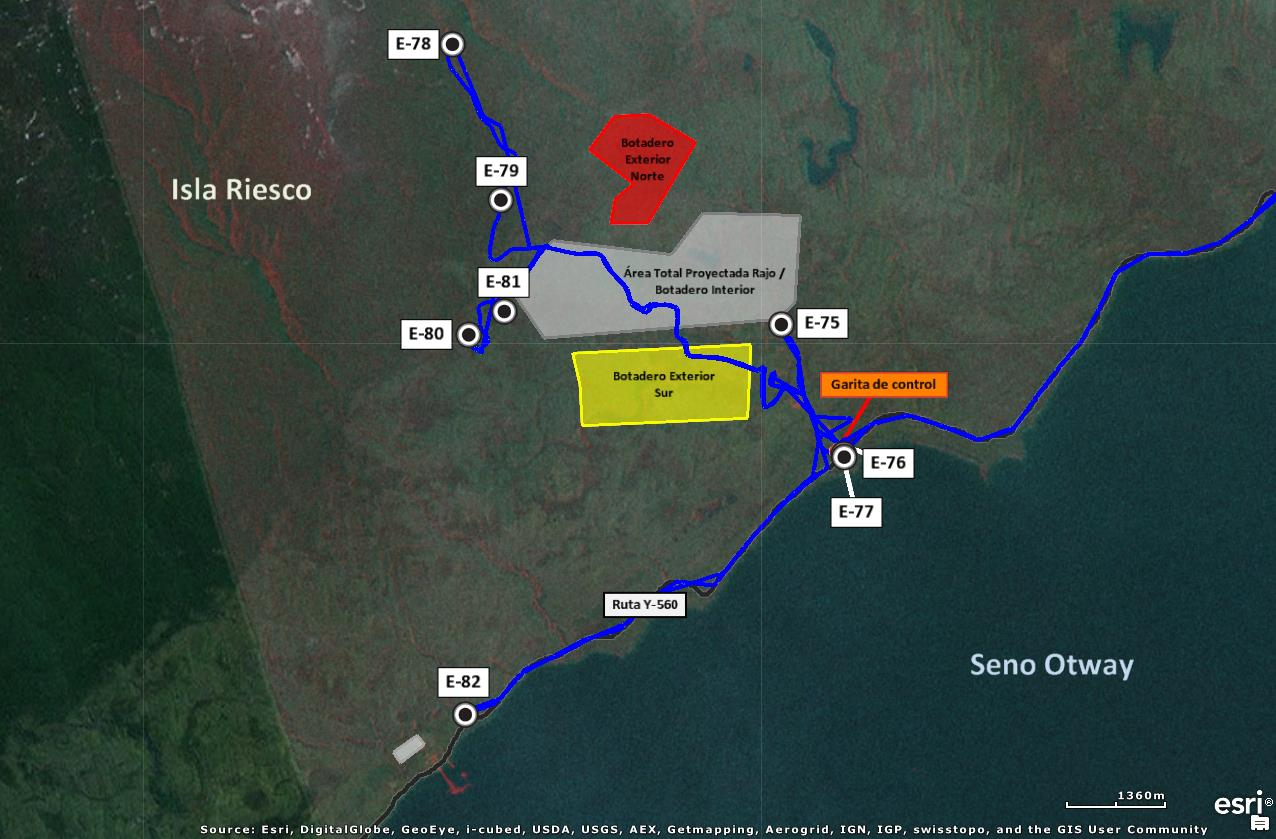 E-78
Botadero
Exterior
Norte
E-79
Isla Riesco
E-81
Área Total Proyectada Rajo /
Botadero Interior
E-80
E-75
Botadero Exterior
Sur
Garita de control
E-76
E-77
Ruta Y-560
Seno Otway
E-82
1360m
esri®
Source: Esri, DigitalGlobe, GeoEye, i-cubed, USDA, USGS, AEX, Getmapping, Aerogrid, IGN, IGP, swisstopo, and the GIS User Community